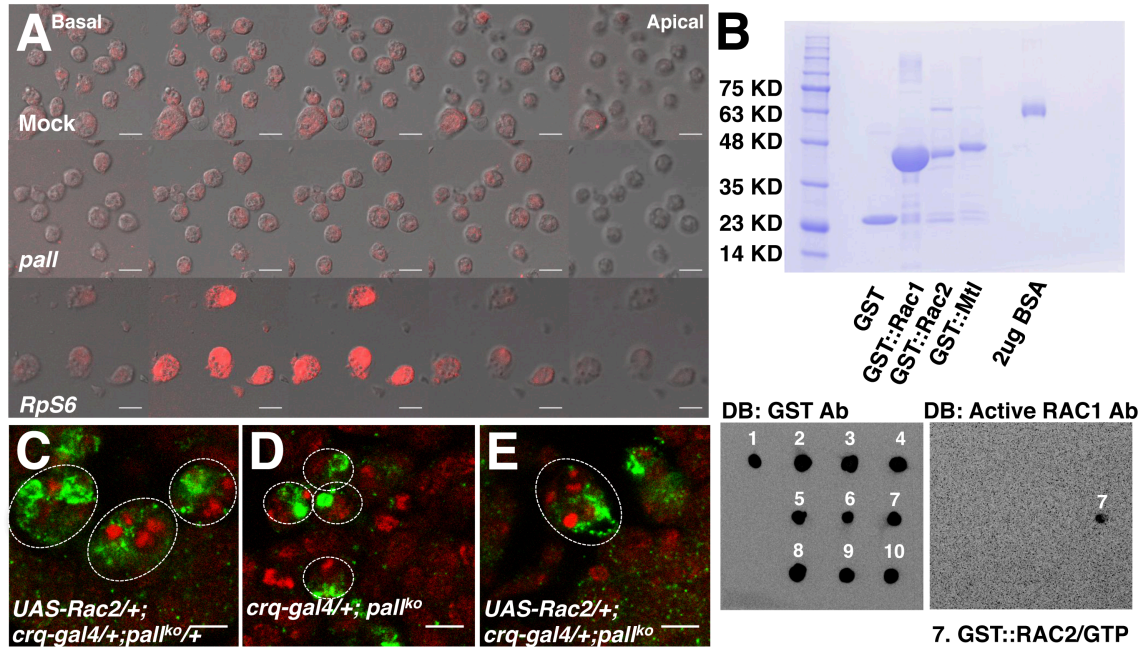 A Basal Apical
Mock
pall
RpS6
B
75 KD
63 KD
48 KD
35 KD
23 KD
14 KD
GST
GST::Rac1
GST::Rac2
GST::Mtl
2ug BSA
DB: GST Ab
1 2 3 4
5 6 7
8 9 10
DB: Active RAC1 Ab
7
7. GST::RAC2/GTP
C
UAS-Rac2/+;
crq-gal4/+;pallko/+
D
crq-gal4/+; pallko
E
UAS-Rac2/+;
crq-gal4/+;pallko